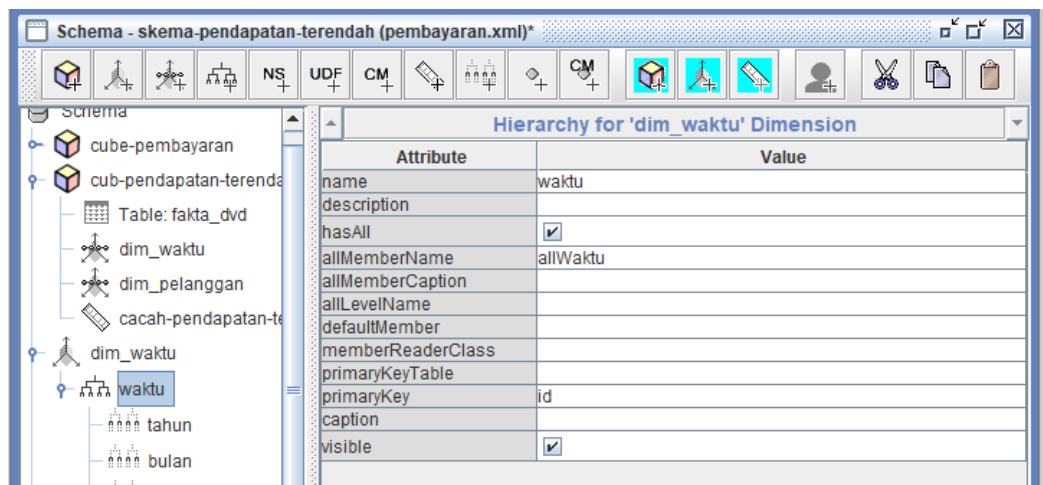 Schema - skema-pendapatan-terendah (pembayaran.xml)*
NS UDF CM CM
Schema
cube-pembayaran
cub-pendapatan-terenda
Table: fakta_dvd
dim_waktu
dim_pelanggan
cacah-pendapatan-te
dim_waktu
waktu
tahun
bulan
Hierarchy for 'dim_waktu' Dimension
Attribute Value
name waktu
description
hasAll
allMemberName allWaktu
allMemberCaption
allLevelName
defaultMember
memberReaderClass
primaryKeyTable
primaryKey id
caption
visible